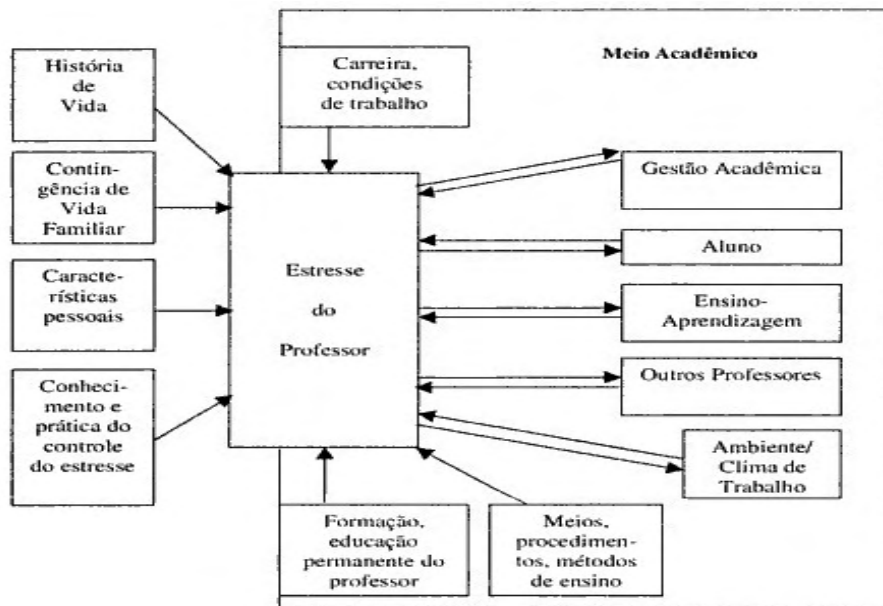 Meio Acadêmico
História
de
Vida
Contin-
gência de
Vida
Familiar
Caracte-
rísticas
pessoais
Conheci-
mento e
prática do
controle
do estresse
Carreira,
condições
de trabalho
Estresse
do
Professor
Formação,
educação
permanente do
professor
Meios,
procedimen-
tos, métodos
de ensino
Gestão Acadêmica
Aluno
Ensino-
Aprendizagem
Outros Professores
Ambiente/
Clima de
Trabalho